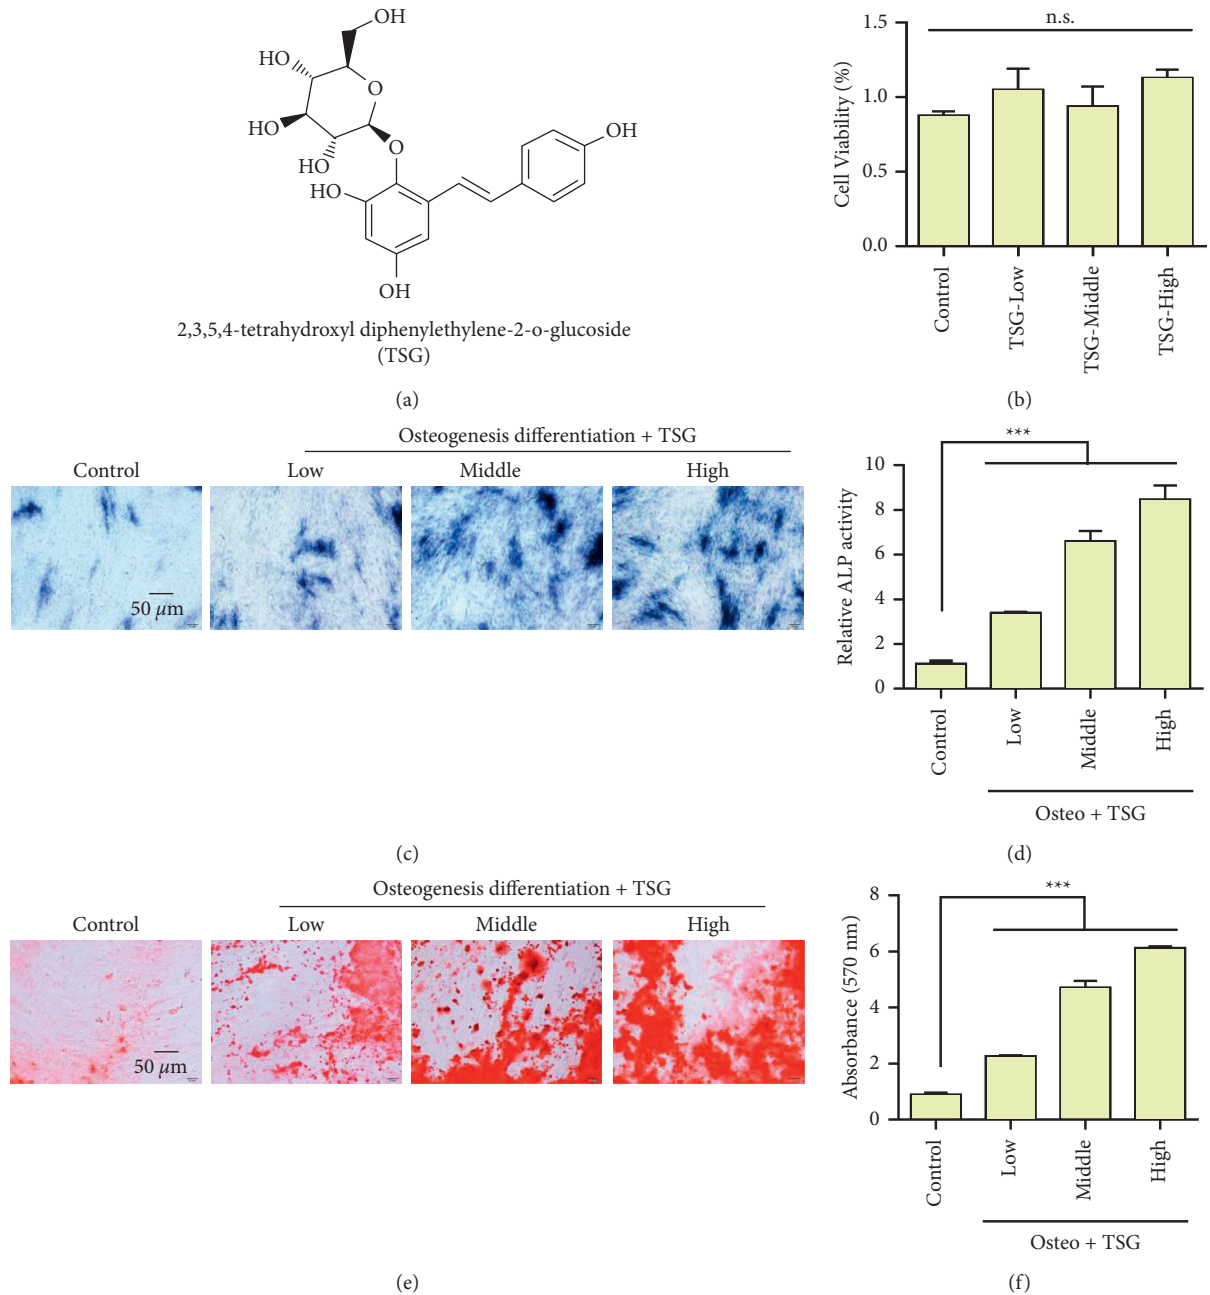 OH
HO
O
HO
HO
O
HO
OH
HO
OH
2,3,5,4-tetrahydroxyl diphenylethylene-2-o-glucoside
(TSG)
(a)
n.s.
Cell Viability (%)
1.5
1.0
0.5
0.0
Control
TSG-Low
TSG-Middle
TSG-High
(b)
Osteogenesis differentiation + TSG
Control
Low
Middle
High
50 µm
(c)
***
Relative ALP activity
10
8
6
4
2
0
Control
Low
Middle
High
Osteo + TSG
(d)
Osteogenesis differentiation + TSG
Control
Low
Middle
High
50 µm
(e)
***
Absorbance (570 nm)
8
6
4
2
0
Control
Low
Middle
High
Osteo + TSG
(f)